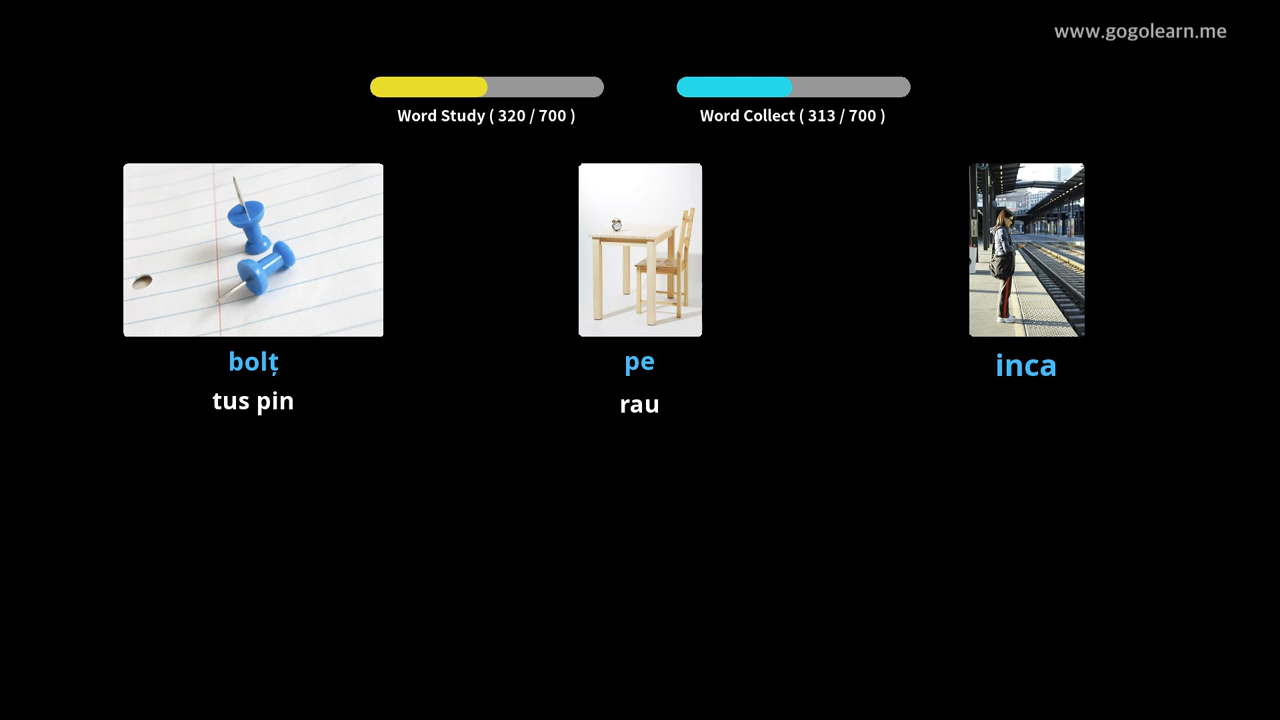 www.gogolearn.me
Word Study ( 320 / 700 )
Word Collect ( 313 / 700 )
bolț
tus pin
pe
rau
inca